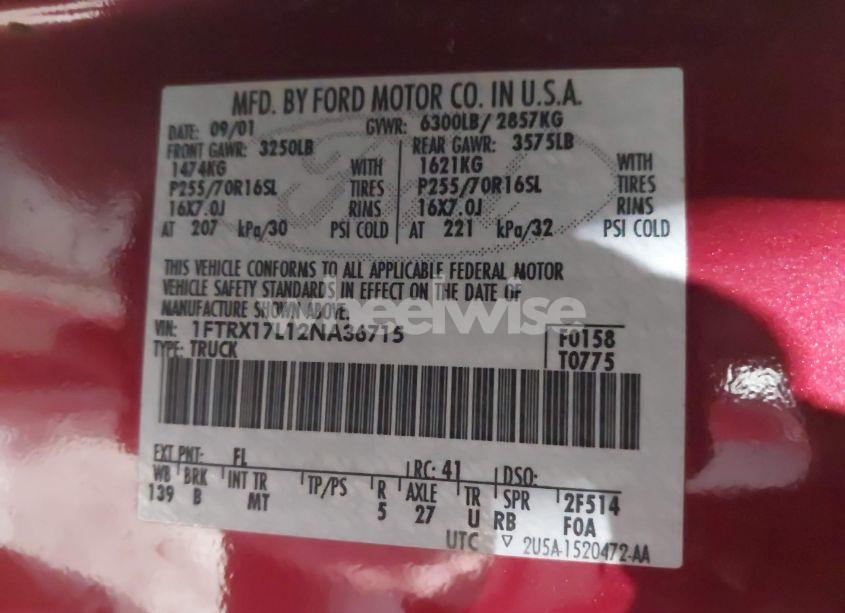 MFD. BY FORD MOTOR CO. IN U.S.A.
DATE: 09/01 GVWR: 6300LB/ 2857KG
FRONT GAWR: 3250LB REAR GAWR: 3575LB
1474KG WITH 1621KG WITH
P255/70R16SL TIRES P255/70R16SL TIRES
16X7.0J RIMS 16X7.0J RIMS
AT 207 kPa/30 PSI COLD AT 221 kPa/32 PSI COLD
THIS VEHICLE CONFORMS TO ALL APPLICABLE FEDERAL MOTOR
VEHICLE SAFETY STANDARDS IN EFFECT ON THE DATE OF
MANUFACTURE SHOWN ABOVE.
wheelwise
VIN: 1FTRX17L12NA36715 F0158
TYPE: TRUCK T0775
EXT PNT: FL RC: 41 DSO:
WB BRK INT TR TP/PS R AXLE TR SPR 2F514
139 B MT 5 27 U RB F0A
UTC ▽ 2U5A-1520472-AA